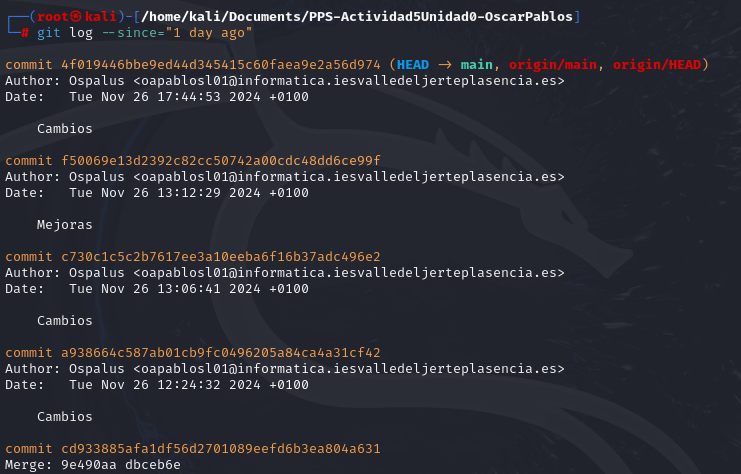 ┌──(root㉿kali)-[/home/kali/Documents/PPS-Actividad5Unidad0-OscarPablos]
└─# git log --since="1 day ago"
commit 4f019446bbe9ed44d345415c60faea9e2a56d974 (HEAD -> main, origin/main, origin/HEAD)
Author: Ospalus <oapablosl01@informatica.iesvalledeljerteplasencia.es>
Date:   Tue Nov 26 17:44:53 2024 +0100
    Cambios
commit f50069e13d2392c82cc50742a00cdc48dd6ce99f
Author: Ospalus <oapablosl01@informatica.iesvalledeljerteplasencia.es>
Date:   Tue Nov 26 13:12:29 2024 +0100
    Mejoras
commit c730c1c5c2b7617ee3a10eeba6f16b37adc496e2
Author: Ospalus <oapablosl01@informatica.iesvalledeljerteplasencia.es>
Date:   Tue Nov 26 13:06:41 2024 +0100
    Cambios
commit a938664c587ab01cb9fc0496205a84ca4a31cf42
Author: Ospalus <oapablosl01@informatica.iesvalledeljerteplasencia.es>
Date:   Tue Nov 26 12:24:32 2024 +0100
    Cambios
commit cd933885afa1df56d2701089eefd6b3ea804a631
Merge: 9e490aa dbceb6e